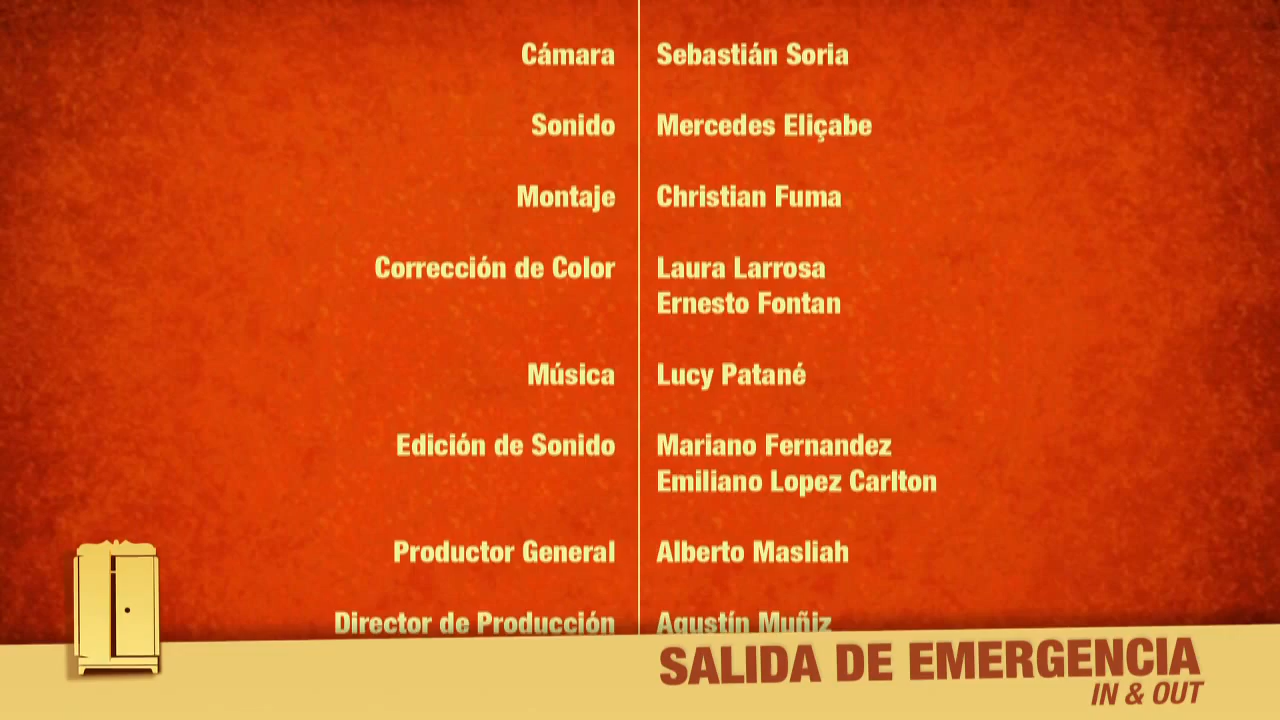 Cámara Sebastián Soria
Sonido Mercedes Eliçabe
Montaje Christian Fuma
Corrección de Color Laura Larrosa
Ernesto Fontan
Música Lucy Patané
Edición de Sonido Mariano Fernandez
Emiliano Lopez Carlton
Productor General Alberto Masliah
Director de Producción Agustín Muñiz
SALIDA DE EMERGENCIA
IN & OUT